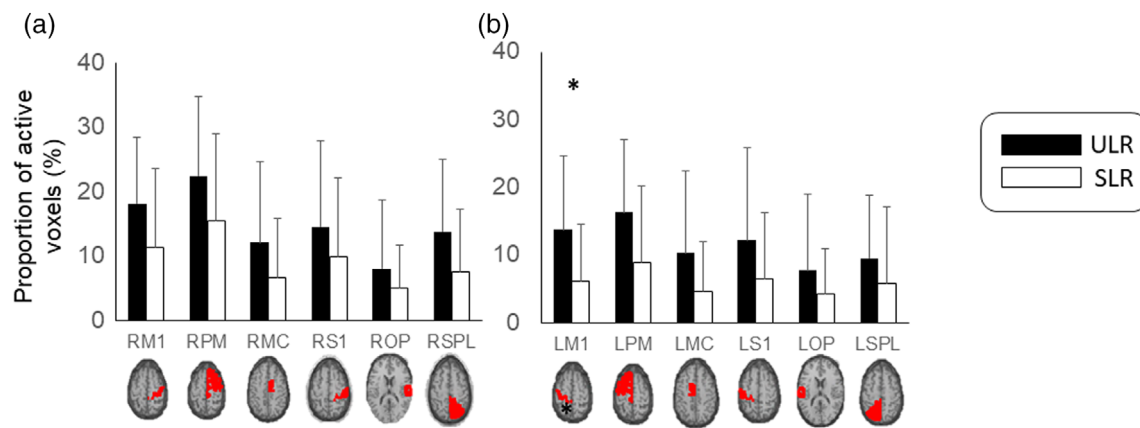 (a)
Proportion of active
voxels (%)
40
30
20
10
0
RM1 RPM RMC RS1 ROP RSPL
(b)
40
30
20
10
0
*
LM1 LPM LMC LS1 LOP LSPL
*
ULR
SLR